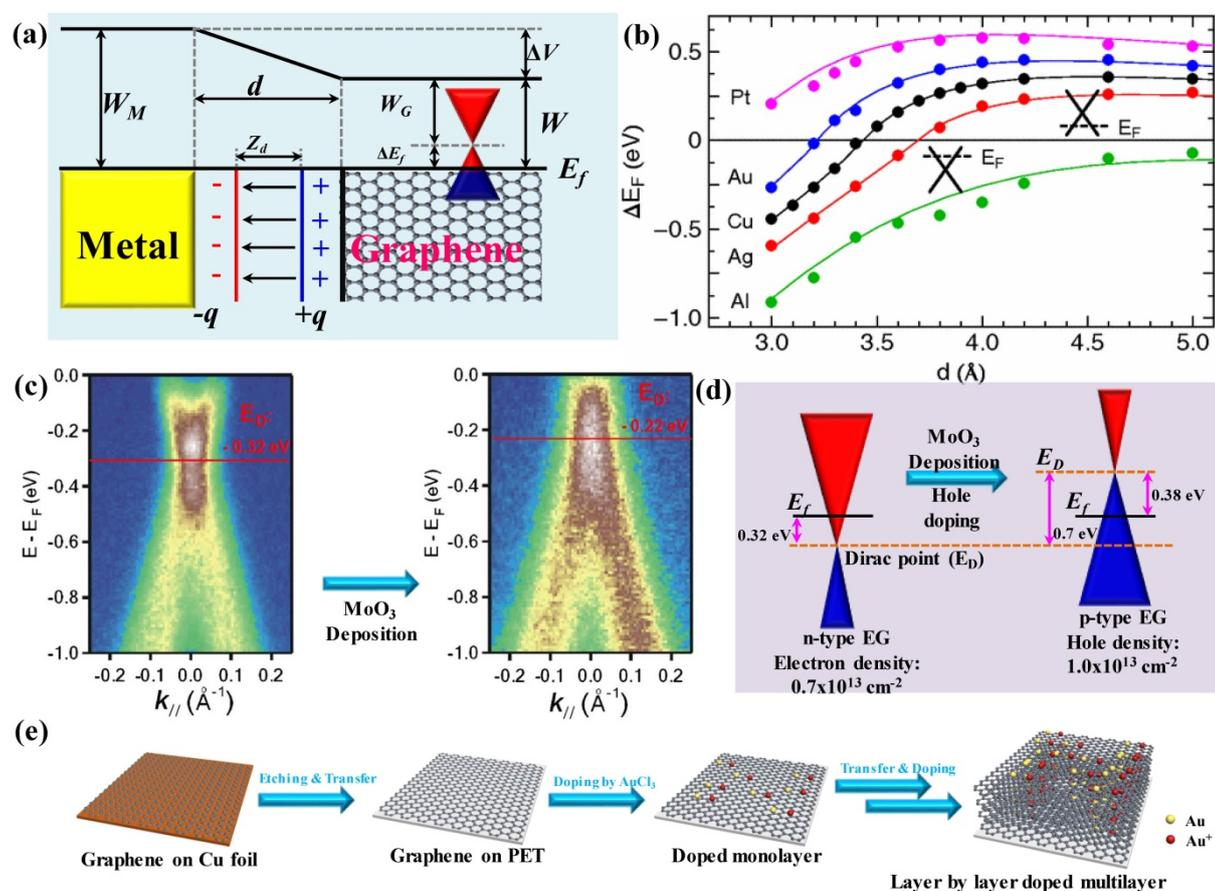 (a)
W_M
d
ΔV
W_G
W
Z_d
ΔE_f
E_f
- +
- +
- +
- +
Metal
Graphene
-q +q
(b)
ΔE_F (eV)
0.5
0
-0.5
-1.0
Pt
Au
Cu
Ag
Al
E_F
E_F
3.0 3.5 4.0 4.5 5.0
d (Å)
(c)
E - E_F (eV)
0.0
-0.2
-0.4
-0.6
-0.8
-1.0
E_D:
- 0.32 eV
-0.2 -0.1 0.0 0.1 0.2
k_// (Å⁻¹)
MoO₃
Deposition
E - E_F (eV)
0.0
-0.2
-0.4
-0.6
-0.8
-1.0
E_D:
- 0.22 eV
-0.2 -0.1 0.0 0.1 0.2
k_// (Å⁻¹)
(d)
MoO₃
Deposition
Hole
doping
E_D
E_f
0.32 eV
E_f
0.38 eV
0.7 eV
Dirac point (E_D)
n-type EG
Electron density:
0.7x10¹³ cm⁻²
p-type EG
Hole density:
1.0x10¹³ cm⁻²
(e)
Etching & Transfer
Doping by AuCl₃
Transfer & Doping
Graphene on Cu foil
Graphene on PET
Doped monolayer
Layer by layer doped multilayer
Au
Au⁺